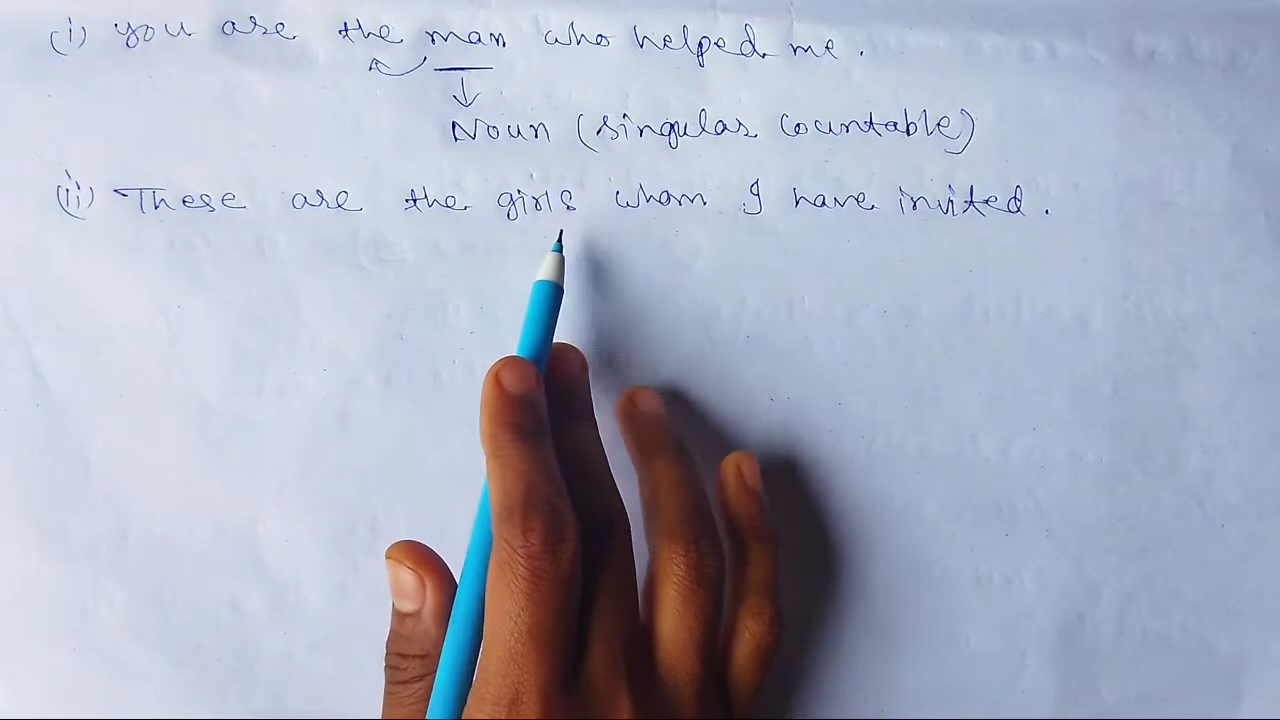 (i) you are the man who helped me.
Noun (singular countable)
(ii) These are the girls whom I have invited.